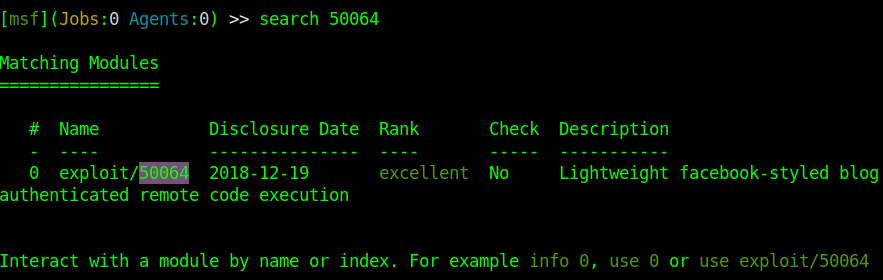 [msf](Jobs:0 Agents:0) >> search 50064
Matching Modules
================
#  Name           Disclosure Date  Rank       Check  Description
-  ----           ---------------  ----       -----  -----------
0  exploit/50064  2018-12-19       excellent  No     Lightweight facebook-styled blog
authenticated remote code execution
Interact with a module by name or index. For example info 0, use 0 or use exploit/50064